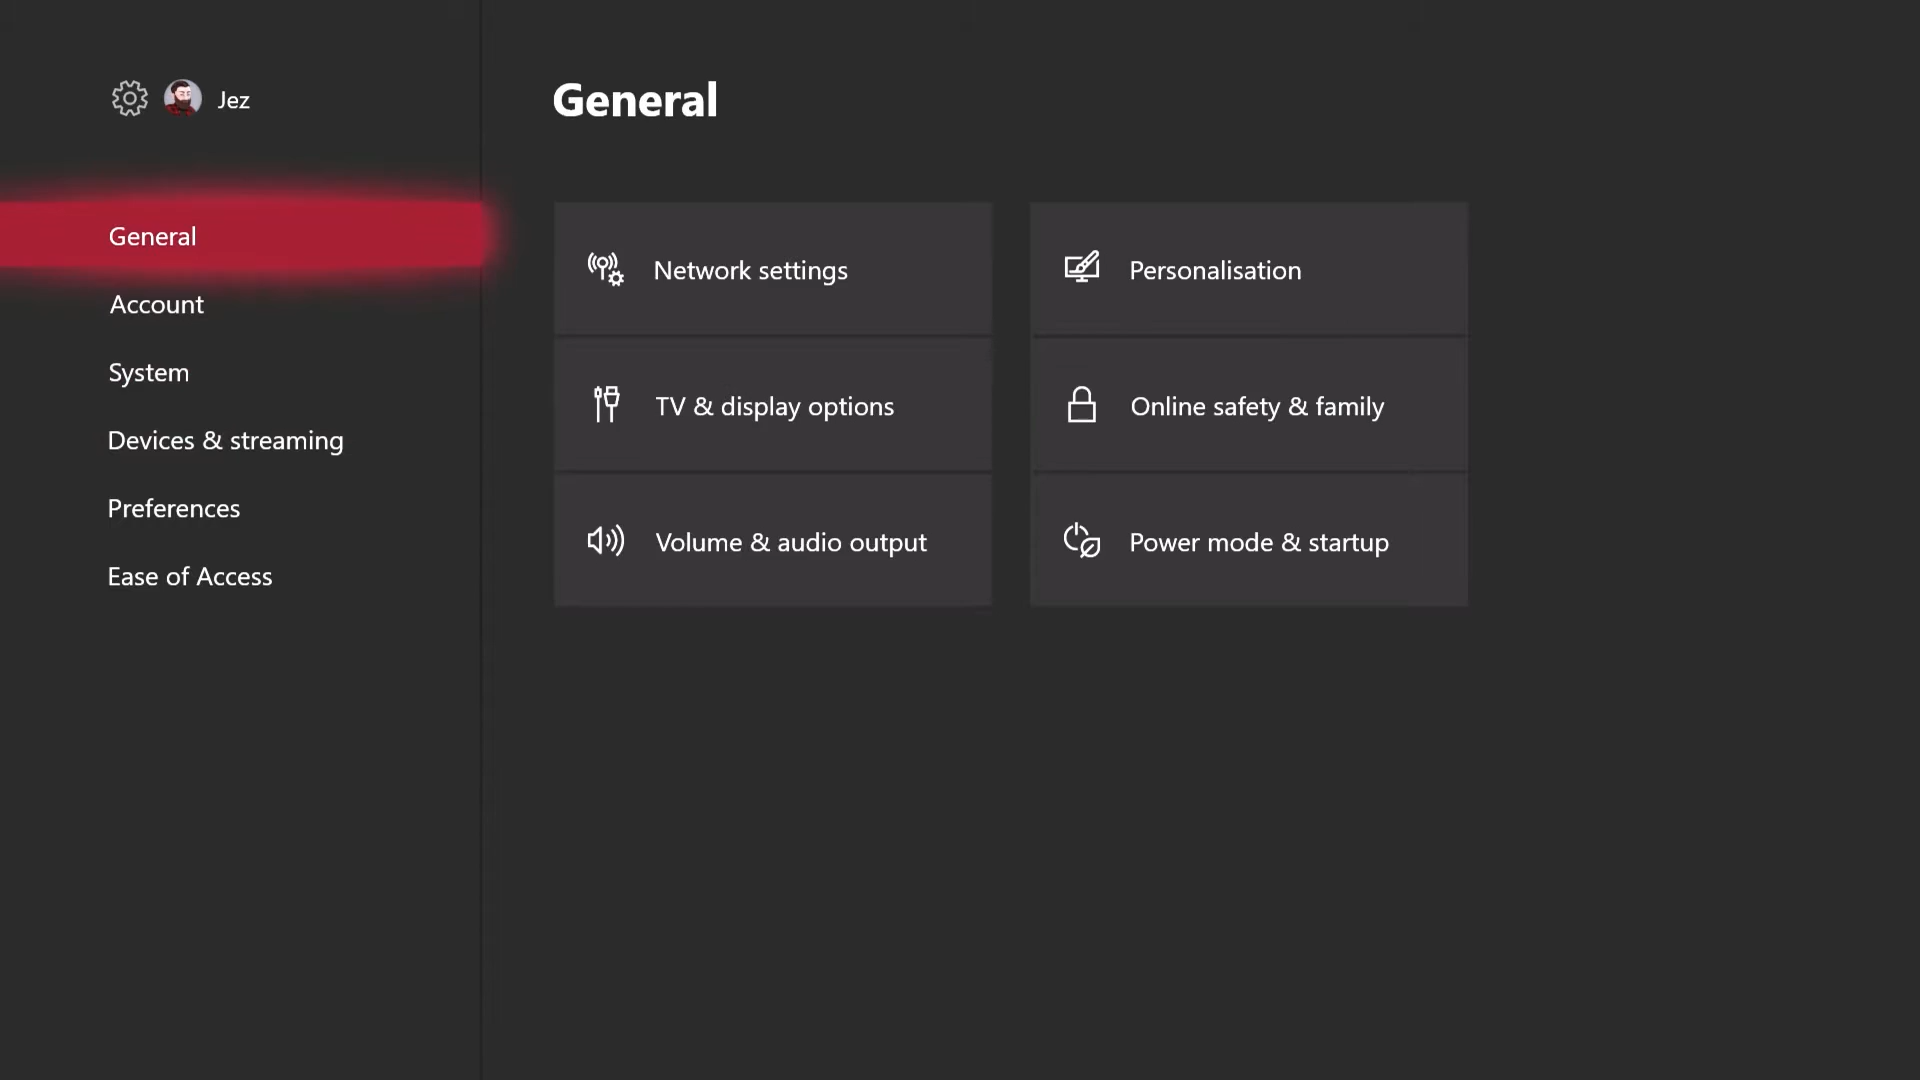 Jez
General
Account
System
Devices & streaming
Preferences
Ease of Access
General
Network settings
Personalisation
TV & display options
Online safety & family
Volume & audio output
Power mode & startup